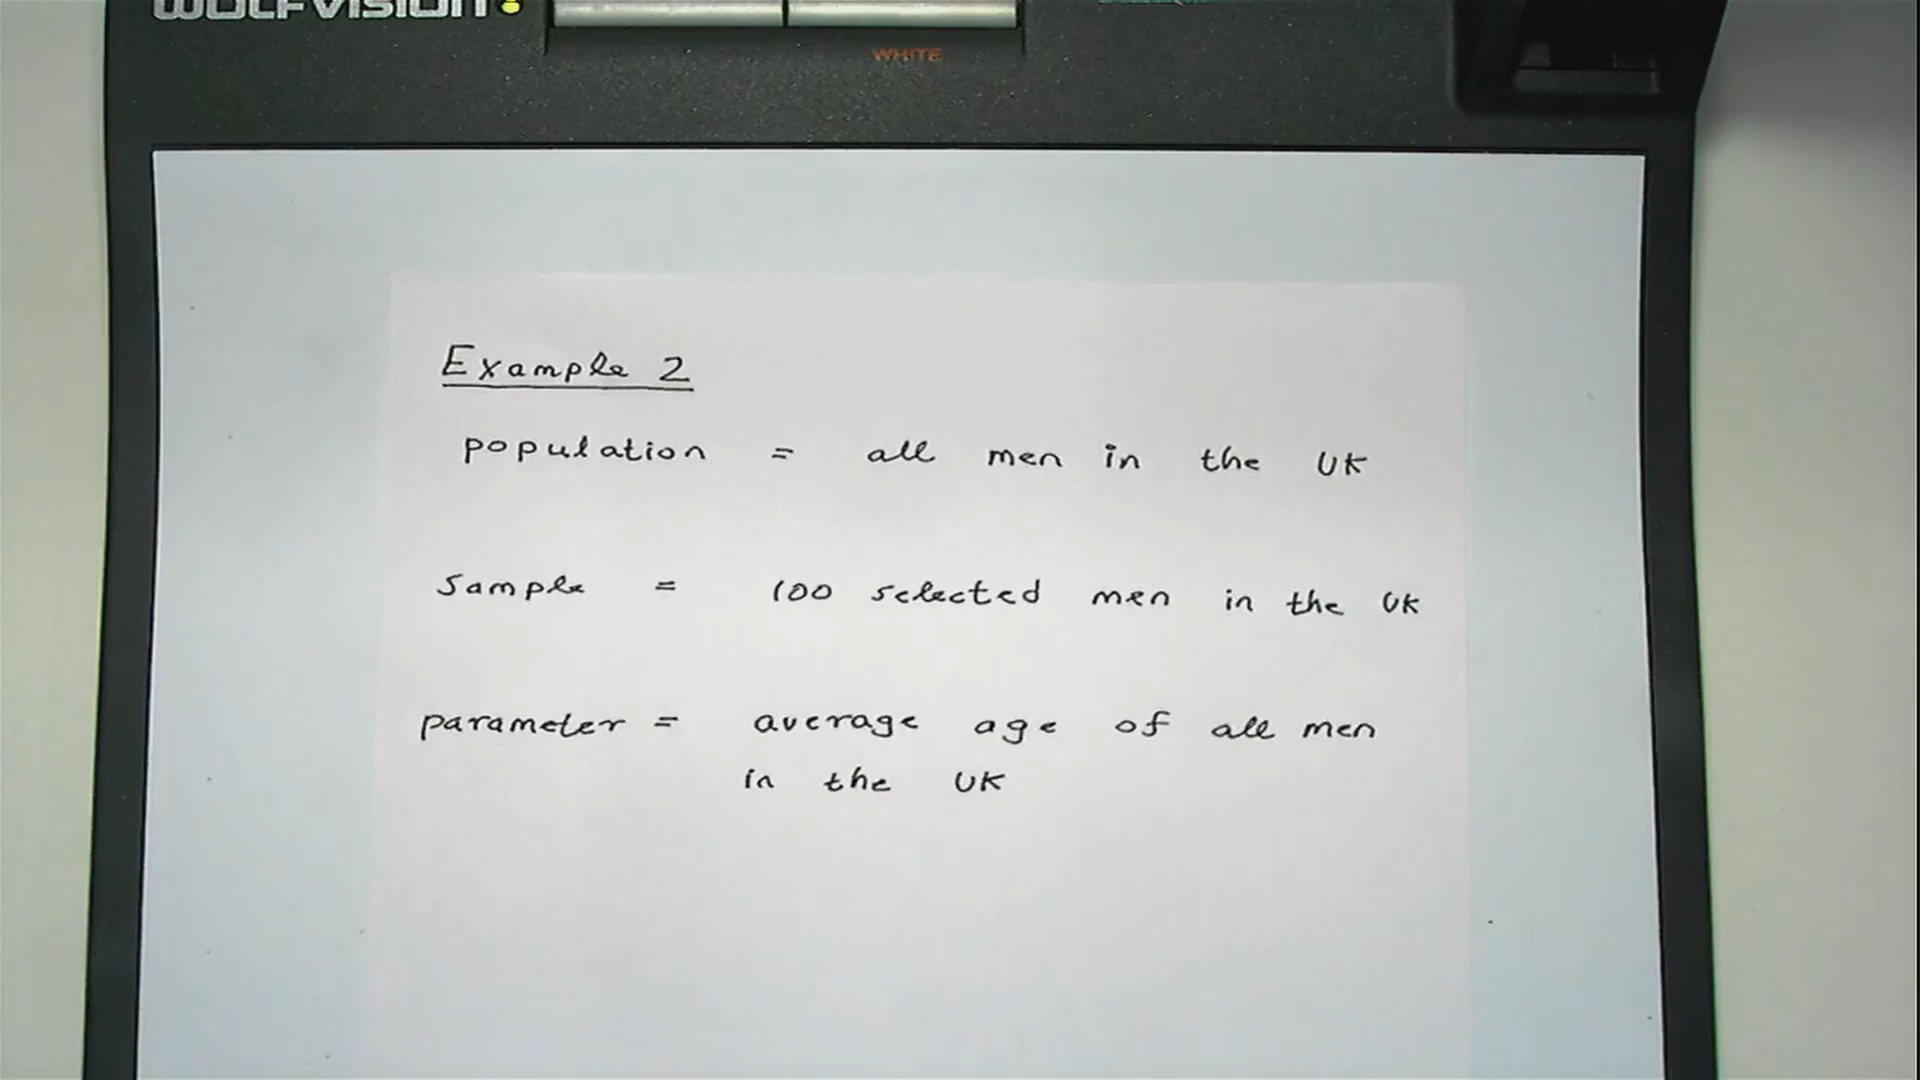 WOLFVISION
WHITE
Example 2
population = all men in the UK
Sample = 100 selected men in the UK
parameter = average age of all men
in the UK